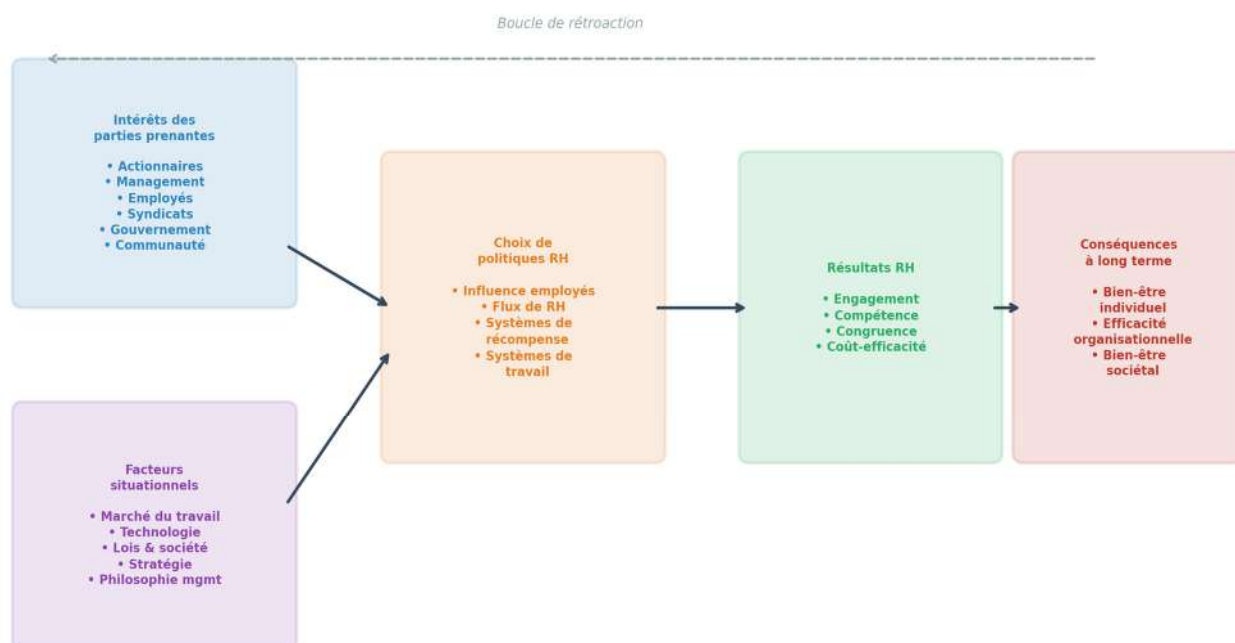 Boucle de rétroaction
Intérêts des
parties prenantes
• Actionnaires
• Management
• Employés
• Syndicats
• Gouvernement
• Communauté
Facteurs
situationnels
• Marché du travail
• Technologie
• Lois & société
• Stratégie
• Philosophie mgmt
Choix de
politiques RH
• Influence employés
• Flux de RH
• Systèmes de
récompense
• Systèmes de
travail
Résultats RH
• Engagement
• Compétence
• Congruence
• Coût-efficacité
Conséquences
à long terme
• Bien-être
individuel
• Efficacité
organisationnelle
• Bien-être
sociétal